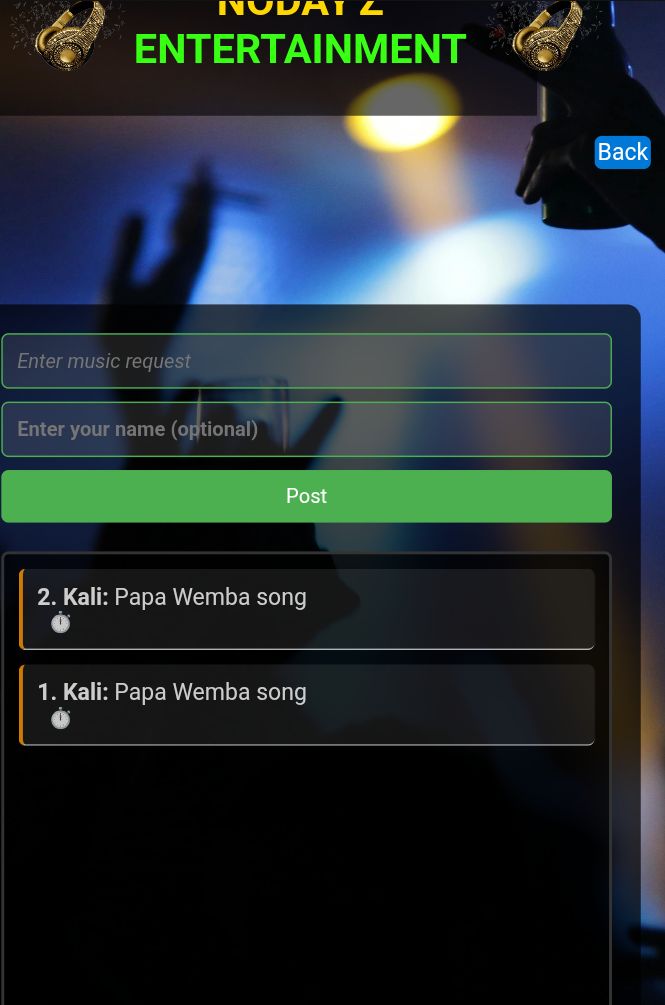 NODAY'Z
ENTERTAINMENT
Back
Enter music request
Enter your name (optional)
Post
2. Kali: Papa Wemba song
1. Kali: Papa Wemba song